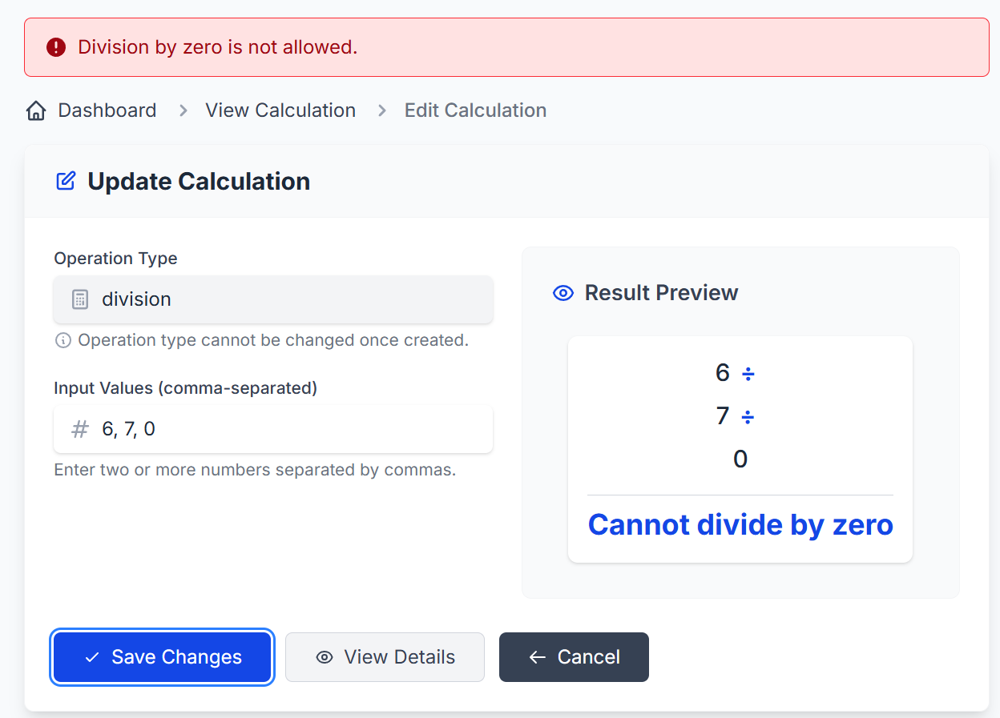 Division by zero is not allowed.
Dashboard > View Calculation > Edit Calculation
Update Calculation
Operation Type
division
Operation type cannot be changed once created.
Input Values (comma-separated)
# 6, 7, 0
Enter two or more numbers separated by commas.
Result Preview
6 ÷
7 ÷
0
Cannot divide by zero
Save Changes
View Details
Cancel